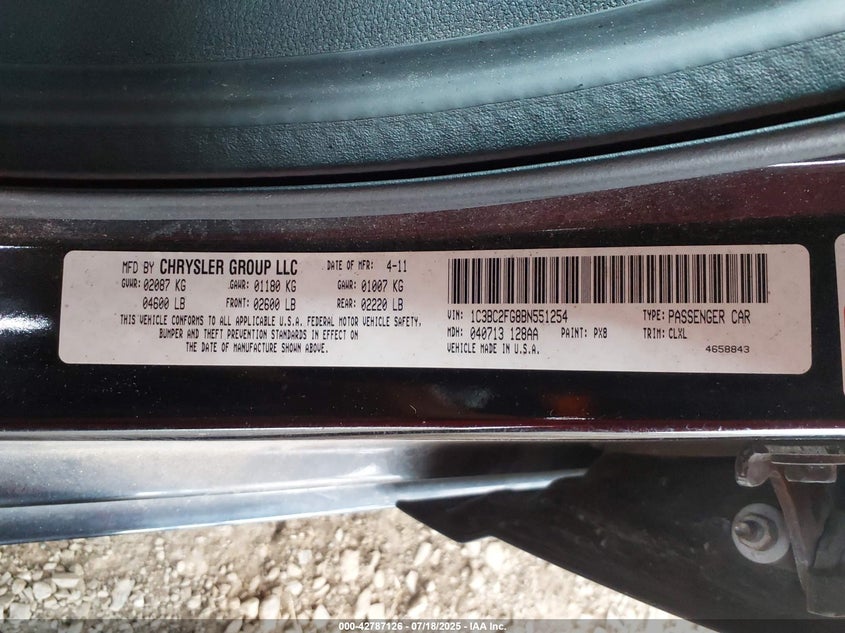 MFD BY CHRYSLER GROUP LLC DATE OF MFR: 4-11
GVWR: 02087 KG GAWR: 01180 KG GAWR: 01007 KG
04600 LB FRONT: 02600 LB REAR: 02220 LB
THIS VEHICLE CONFORMS TO ALL APPLICABLE U.S.A. FEDERAL MOTOR VEHICLE SAFETY,
BUMPER AND THEFT PREVENTION STANDARDS IN EFFECT ON
THE DATE OF MANUFACTURE SHOWN ABOVE.
VIN: 1C3BC2FG8BN551254 TYPE: PASSENGER CAR
MDH: 040713 128AA PAINT: PX8 TRIM: CLXL
VEHICLE MADE IN U.S.A. 4658843
000-42787126 - 07/18/2025 - IAA Inc.